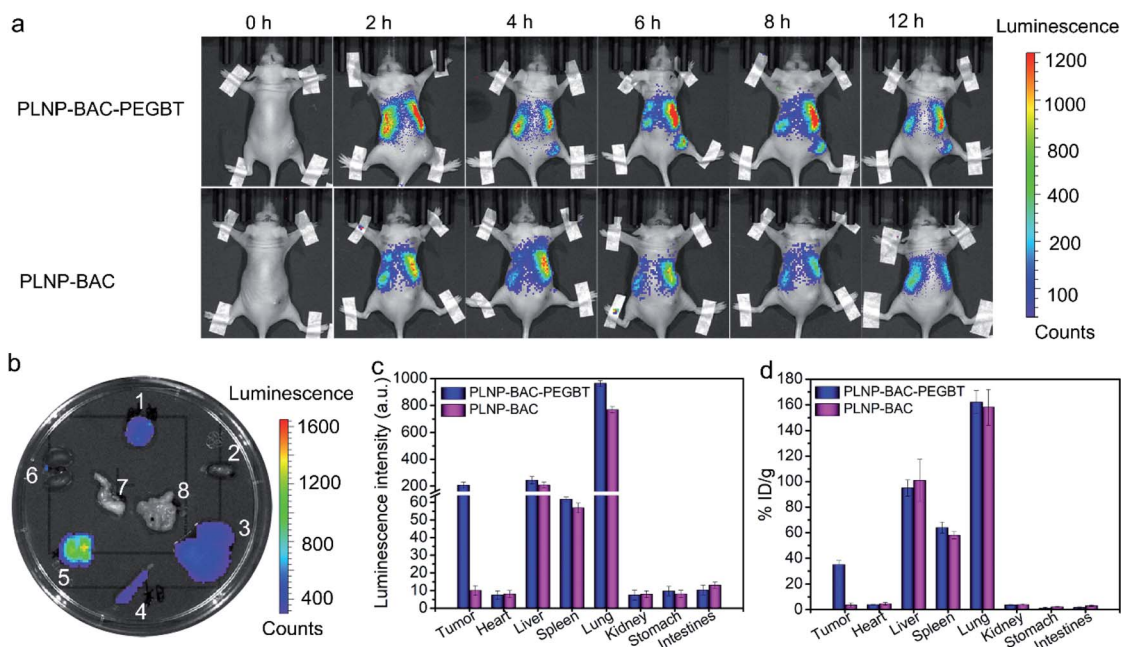 a
0 h 2 h 4 h 6 h 8 h 12 h
Luminescence
PLNP-BAC-PEGBT
PLNP-BAC
1200
1000
800
600
400
200
100
Counts
b
1
2
3
4
5
6
7
8
Luminescence
1600
1200
800
400
Counts
c
Luminescence intensity (a.u.)
PLNP-BAC-PEGBT
PLNP-BAC
1000
800
600
400
200
60
50
40
30
20
10
0
Tumor Heart Liver Spleen Lung Kidney Stomach Intestines
d
% ID/g
PLNP-BAC-PEGBT
PLNP-BAC
180
160
140
120
100
80
60
40
20
0
Tumor Heart Liver Spleen Lung Kidney Stomach Intestines